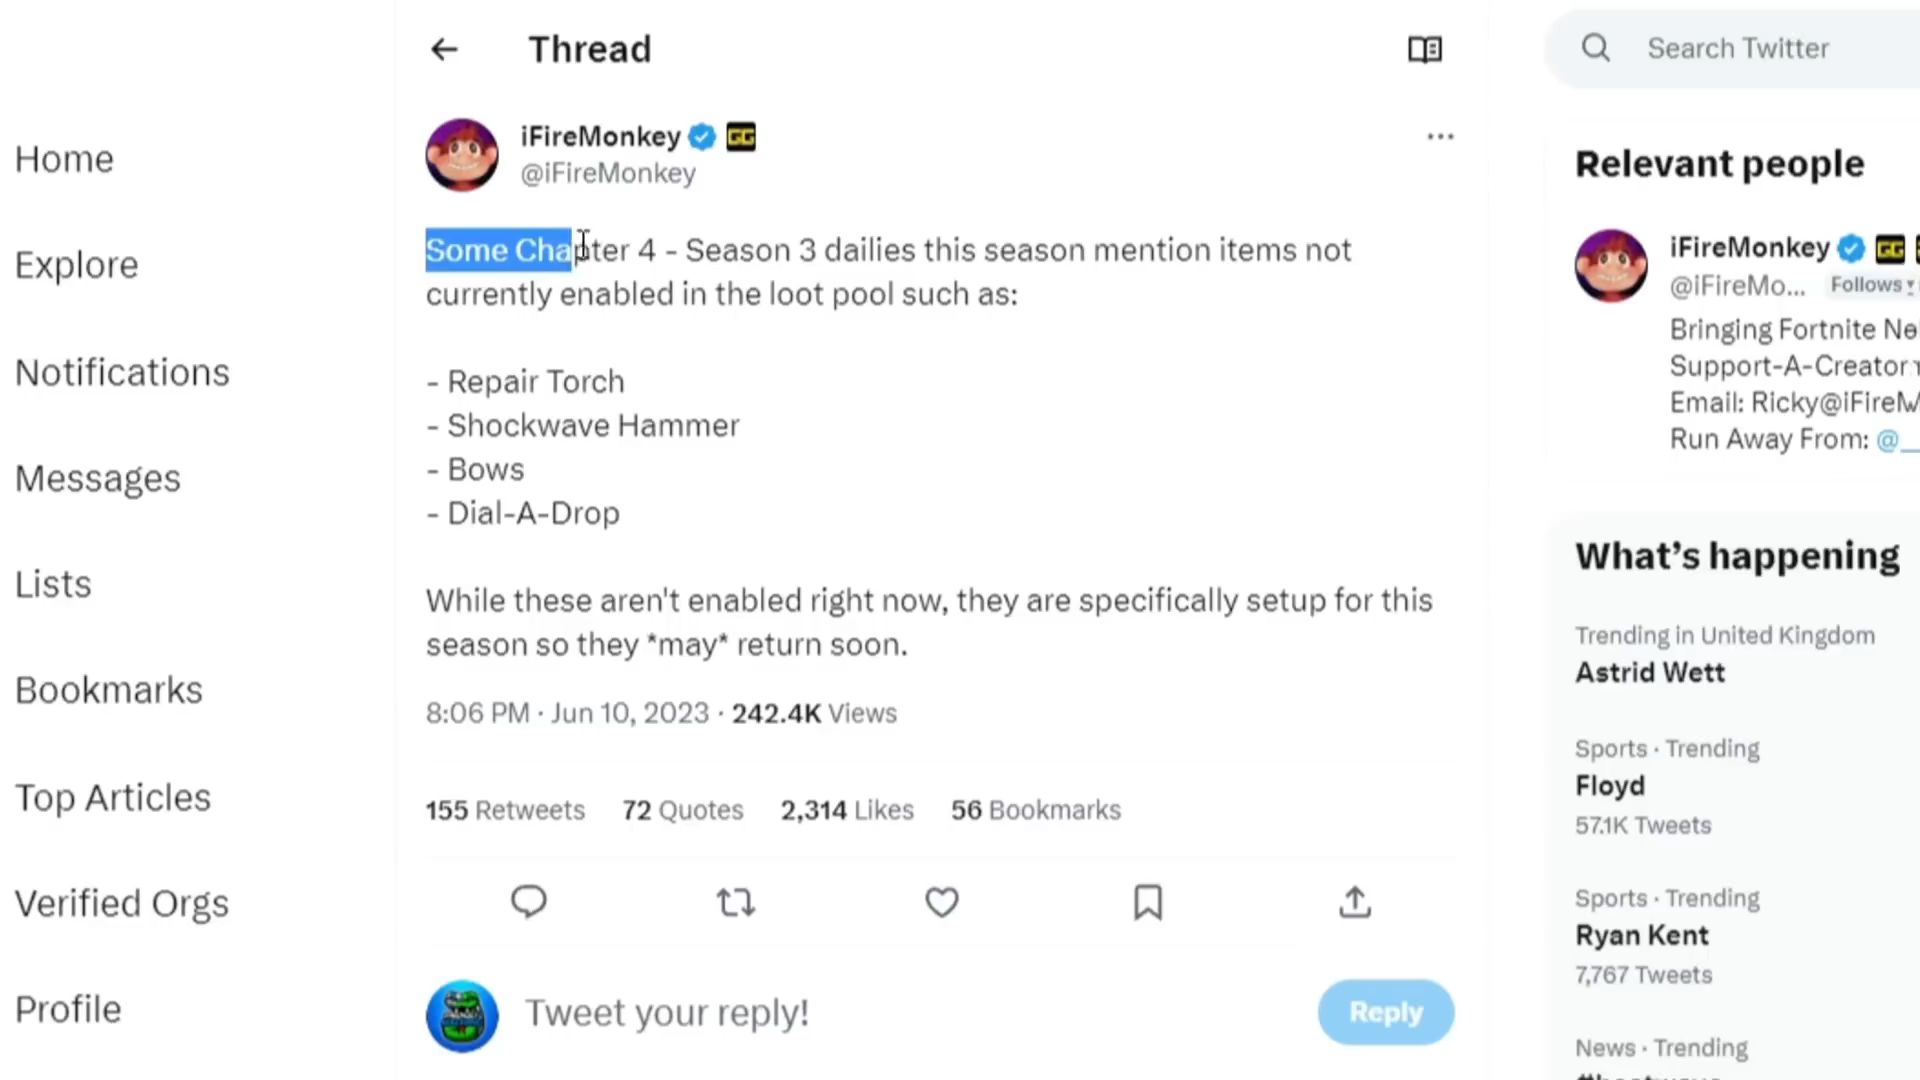 Thread
Search Twitter
Home
Explore
Notifications
Messages
Lists
Bookmarks
Top Articles
Verified Orgs
Profile
iFireMonkey GG
@iFireMonkey
Some Chapter 4 - Season 3 dailies this season mention items not
currently enabled in the loot pool such as:
- Repair Torch
- Shockwave Hammer
- Bows
- Dial-A-Drop
While these aren't enabled right now, they are specifically setup for this
season so they *may* return soon.
8:06 PM · Jun 10, 2023 · 242.4K Views
155 Retweets 72 Quotes 2,314 Likes 56 Bookmarks
Tweet your reply!
Reply
Relevant people
iFireMonkey GG
@iFireMo... Follows
Bringing Fortnite
Support-A-Creator
Email:
Run Away From: @
What's happening
Trending in United Kingdom
Astrid Wett
Sports · Trending
Floyd
57.1K Tweets
Sports · Trending
Ryan Kent
7,767 Tweets
News · Trending